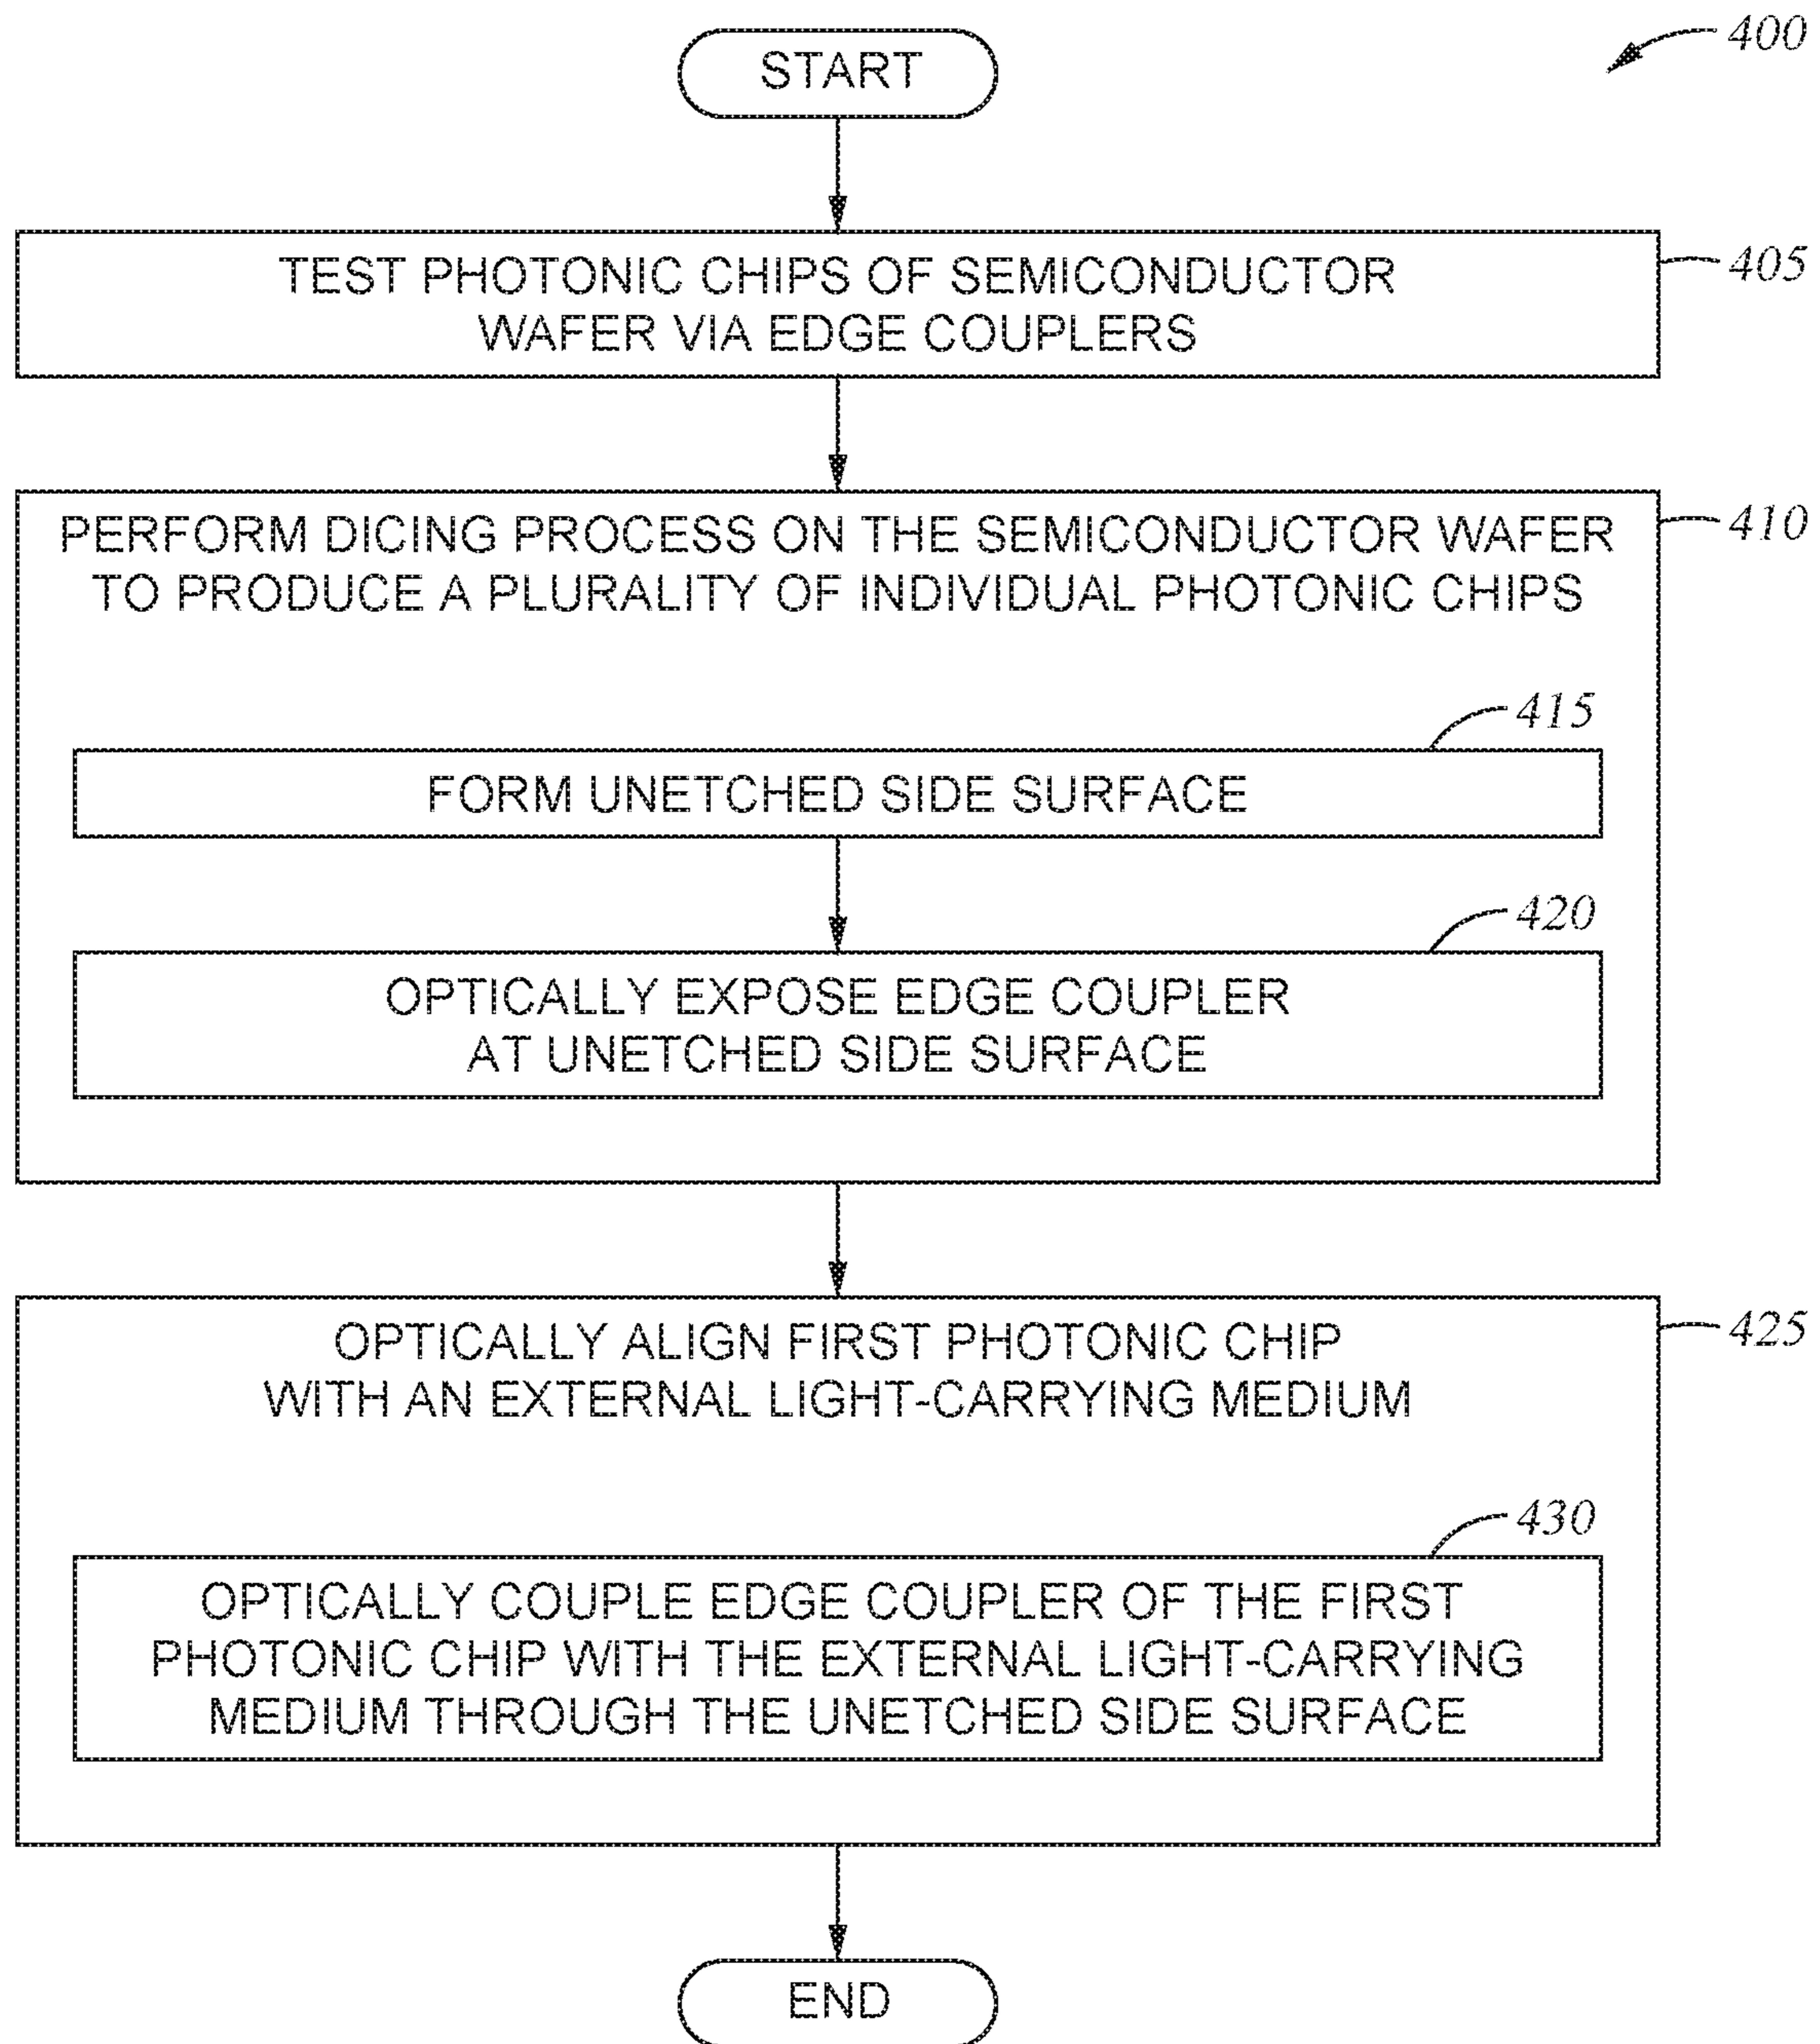 START
400
TEST PHOTONIC CHIPS OF SEMICONDUCTOR
WAFER VIA EDGE COUPLERS
405
PERFORM DICING PROCESS ON THE SEMICONDUCTOR WAFER
TO PRODUCE A PLURALITY OF INDIVIDUAL PHOTONIC CHIPS
410
415
FORM UNETCHED SIDE SURFACE
420
OPTICALLY EXPOSE EDGE COUPLER
AT UNETCHED SIDE SURFACE
OPTICALLY ALIGN FIRST PHOTONIC CHIP
WITH AN EXTERNAL LIGHT-CARRYING MEDIUM
425
430
OPTICALLY COUPLE EDGE COUPLER OF THE FIRST
PHOTONIC CHIP WITH THE EXTERNAL LIGHT-CARRYING
MEDIUM THROUGH THE UNETCHED SIDE SURFACE
END